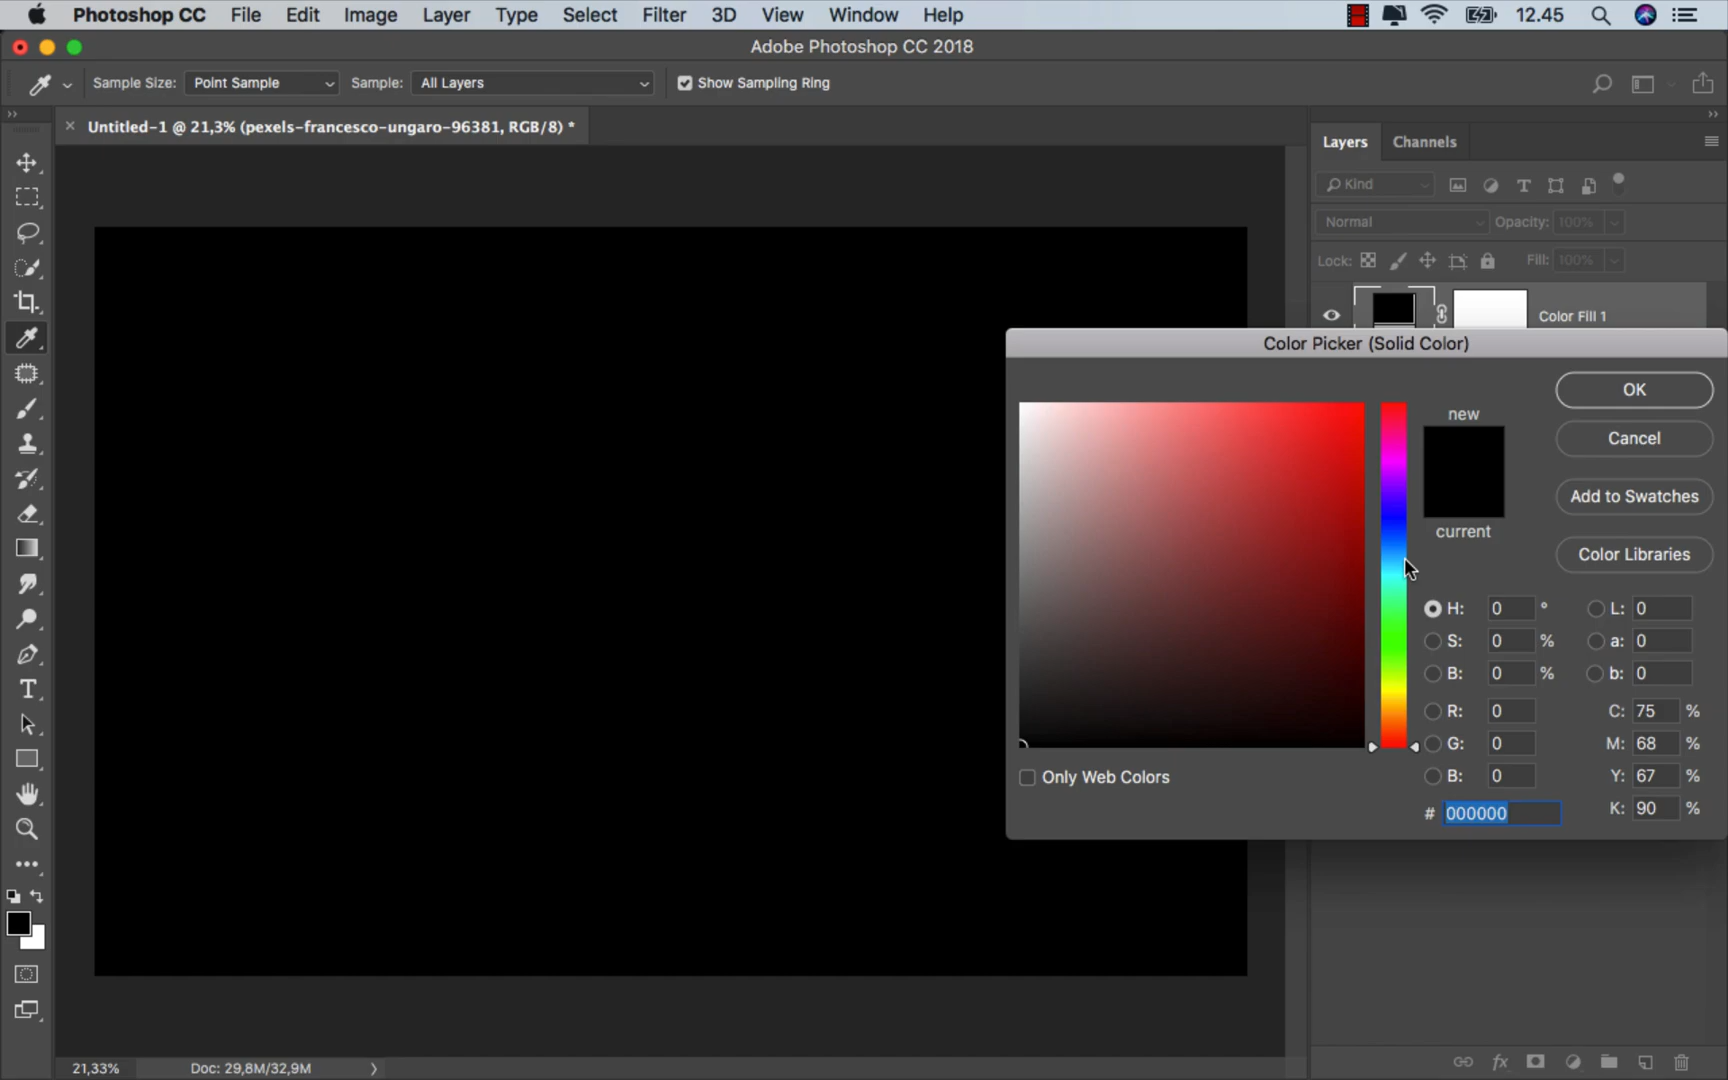 Photoshop CC File Edit Image Layer Type Select Filter 3D View Window Help 12.45
Adobe Photoshop CC 2018
Sample Size: Point Sample Sample: All Layers Show Sampling Ring
Untitled-1 @ 21,3% (pexels-francesco-ungaro-96381, RGB/8) *
Layers Channels
Kind
Normal Opacity: 100%
Lock: Fill: 100%
Color Fill 1
Color Picker (Solid Color)
OK
new
Cancel
Add to Swatches
current
Color Libraries
H: 0 ° L: 0
S: 0 % a: 0
B: 0 % b: 0
R: 0 C: 75 %
G: 0 M: 68 %
B: 0 Y: 67 %
Only Web Colors
# 000000 K: 90 %
21,33% Doc: 29,8M/32,9M